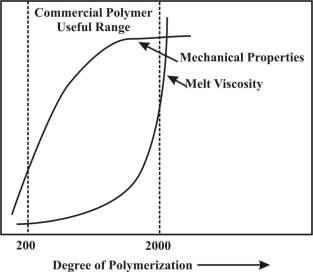 Commercial Polymer
Useful Range
Mechanical Properties
Melt Viscosity
200
2000
Degree of Polymerization